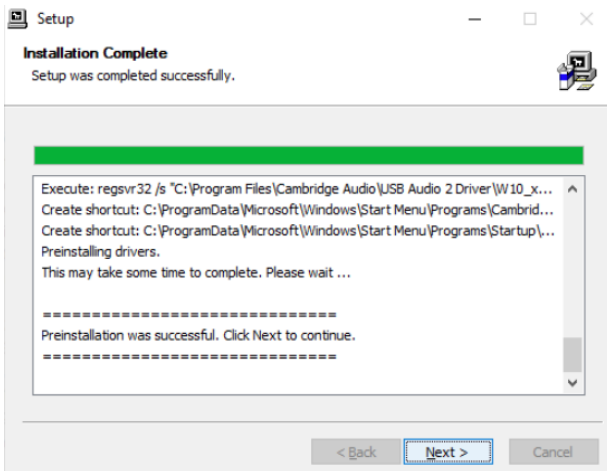 Setup
Installation Complete
Setup was completed successfully.
Execute: regsvr32 /s "C:\Program Files\Cambridge Audio\USB Audio 2 Driver\W10_x...
Create shortcut: C:\ProgramData\Microsoft\Windows\Start Menu\Programs\Cambrid...
Create shortcut: C:\ProgramData\Microsoft\Windows\Start Menu\Programs\Startup\...
Preinstalling drivers.
This may take some time to complete. Please wait ...
==============================
Preinstallation was successful. Click Next to continue.
==============================
< Back Next > Cancel